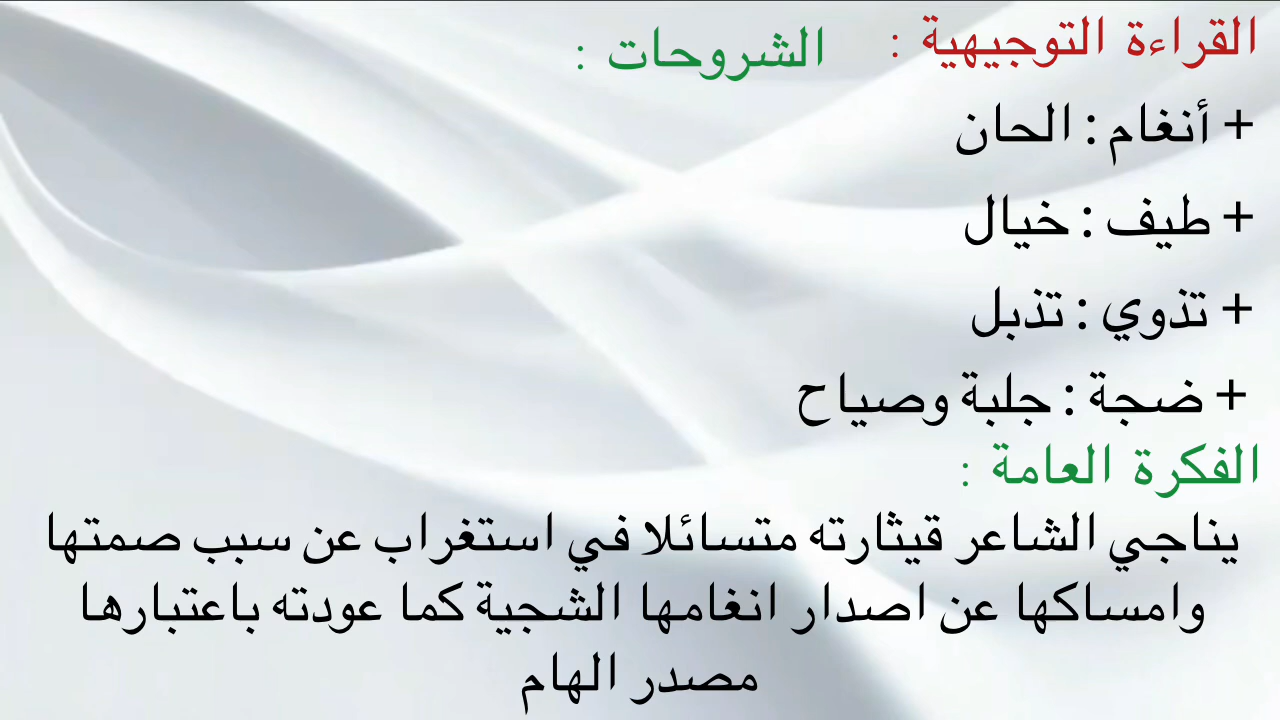 القراءة التوجيهية : الشروحات :
+ أنغام : الحان
+ طيف : خيال
+ تذوي : تذبل
+ ضجة : جلبة وصياح
الفكرة العامة :
يناجي الشاعر قيثارته متسائلا في استغراب عن سبب صمتها
وامساكها عن اصدار انغامها الشجية كما عودته باعتبارها
مصدر الهام